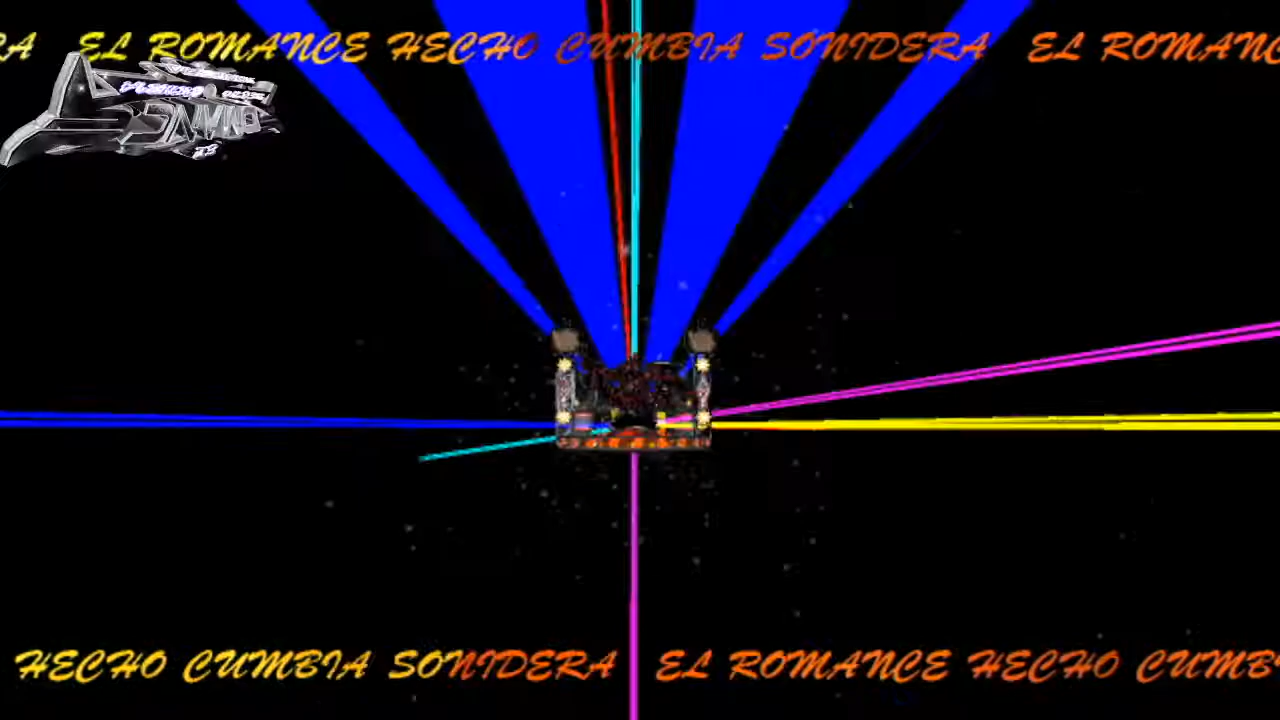 RA EL ROMANCE HECHO CUMBIA SONIDERA EL ROMANC
HECHO CUMBIA SONIDERA EL ROMANCE HECHO CUMB